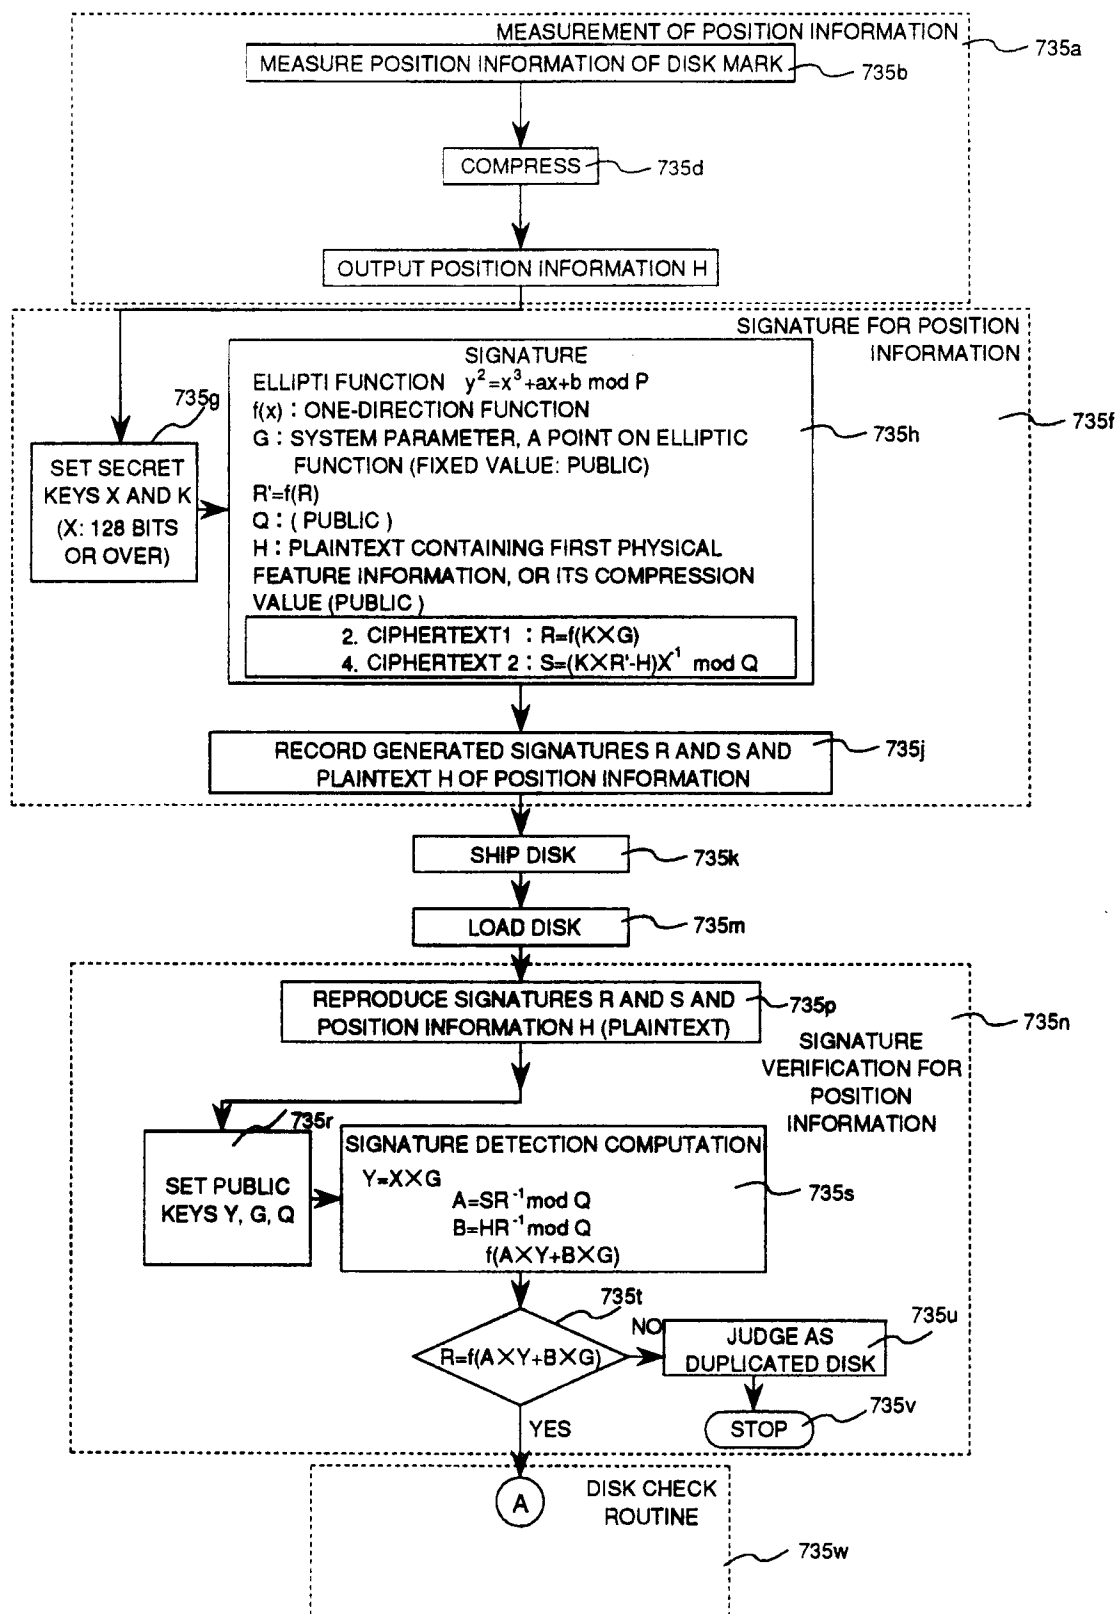 MEASUREMENT OF POSITION INFORMATION
735a
MEASURE POSITION INFORMATION OF DISK MARK
735b
COMPRESS
735d
OUTPUT POSITION INFORMATION H
SIGNATURE FOR POSITION
INFORMATION
735f
735g
SET SECRET
KEYS X AND K
(X: 128 BITS
OR OVER)
SIGNATURE
ELLIPTI FUNCTION y²=x³+ax+b mod P
f(x) : ONE-DIRECTION FUNCTION
G : SYSTEM PARAMETER, A POINT ON ELLIPTIC
FUNCTION (FIXED VALUE: PUBLIC)
R'=f(R)
Q : ( PUBLIC )
H : PLAINTEXT CONTAINING FIRST PHYSICAL
FEATURE INFORMATION, OR ITS COMPRESSION
VALUE (PUBLIC )
2. CIPHERTEXT1 : R=f(K×G)
4. CIPHERTEXT 2 : S=(K×R'-H)X⁻¹ mod Q
735h
RECORD GENERATED SIGNATURES R AND S AND
PLAINTEXT H OF POSITION INFORMATION
735j
SHIP DISK
735k
LOAD DISK
735m
REPRODUCE SIGNATURES R AND S AND
POSITION INFORMATION H (PLAINTEXT)
735p
735n
SIGNATURE
VERIFICATION FOR
POSITION
INFORMATION
735r
SET PUBLIC
KEYS Y, G, Q
SIGNATURE DETECTION COMPUTATION
Y=X×G
A=SR⁻¹ mod Q
B=HR⁻¹ mod Q
f(A×Y+B×G)
735s
735t
R=f(A×Y+B×G)
NO
JUDGE AS
DUPLICATED DISK
735u
STOP
735v
YES
A
DISK CHECK
ROUTINE
735w